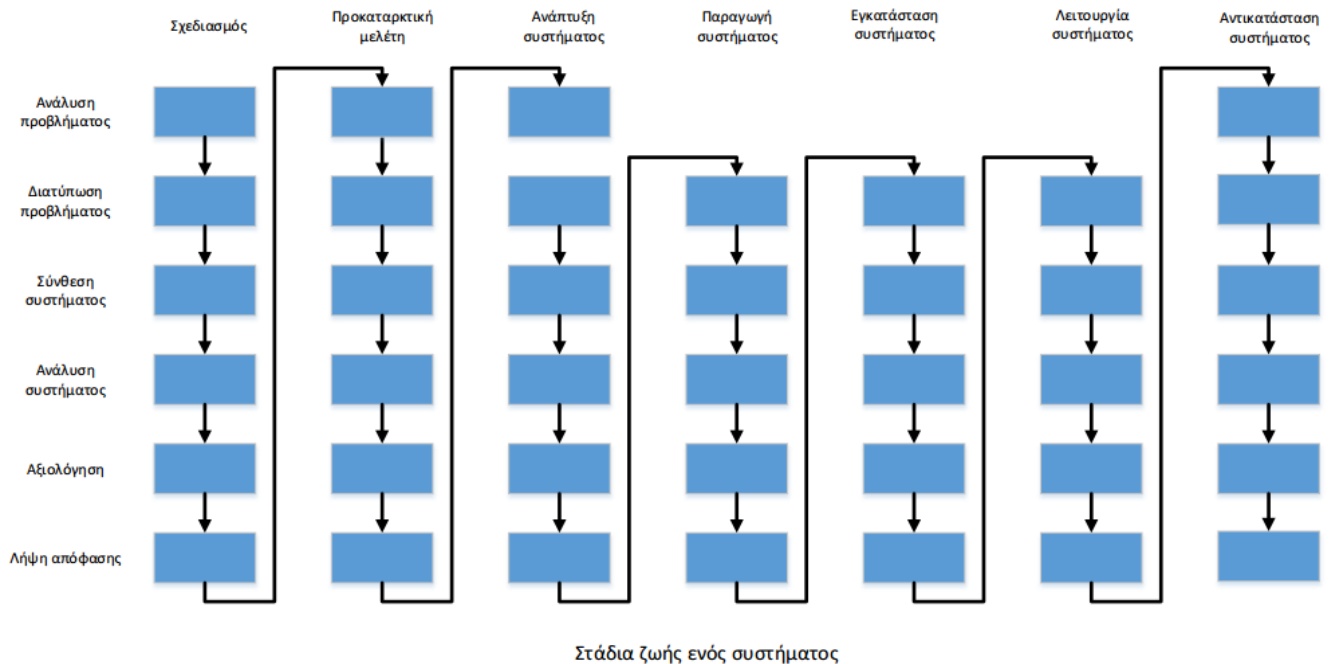 Σχεδιασμός
Προκαταρκτική
μελέτη
Ανάπτυξη
συστήματος
Παραγωγή
συστήματος
Εγκατάσταση
συστήματος
Λειτουργία
συστήματος
Αντικατάσταση
συστήματος
Ανάλυση
προβλήματος
Διατύπωση
προβλήματος
Σύνθεση
συστήματος
Ανάλυση
συστήματος
Αξιολόγηση
Λήψη απόφασης
Στάδια ζωής ενός συστήματος